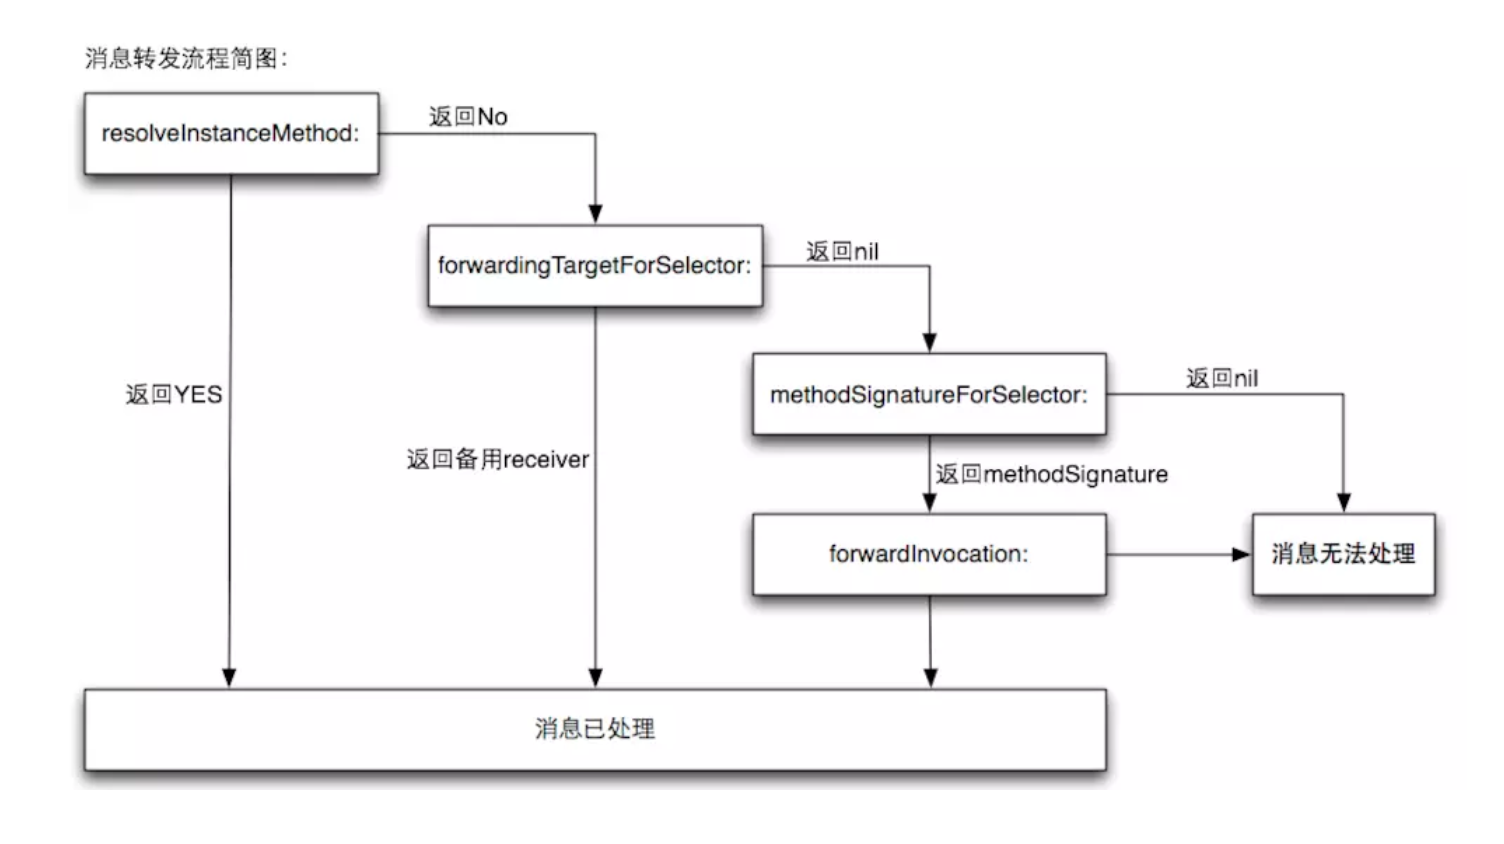 消息转发流程简图：
返回No
resolveInstanceMethod:
返回nil
forwardingTargetForSelector:
返回nil
methodSignatureForSelector:
返回YES
返回备用receiver
返回methodSignature
forwardInvocation:
消息无法处理
消息已处理